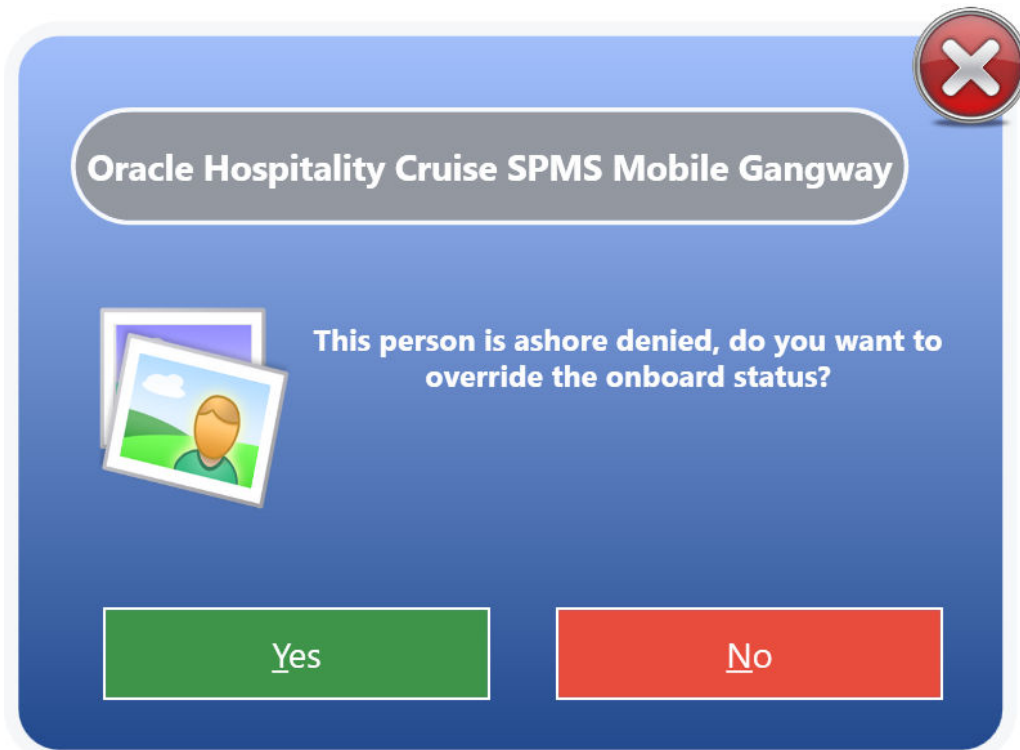 Oracle Hospitality Cruise SPMS Mobile Gangway
This person is ashore denied, do you want to
override the onboard status?
Yes
No